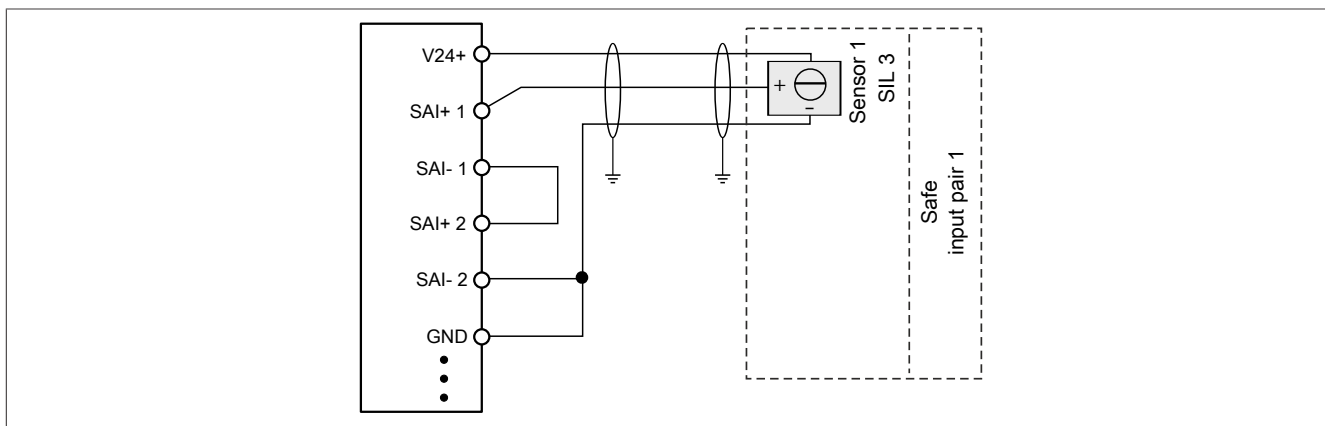 V24+
SAI+ 1
SAI- 1
SAI+ 2
SAI- 2
GND
+
-
Sensor 1
SIL 3
Safe
input pair 1